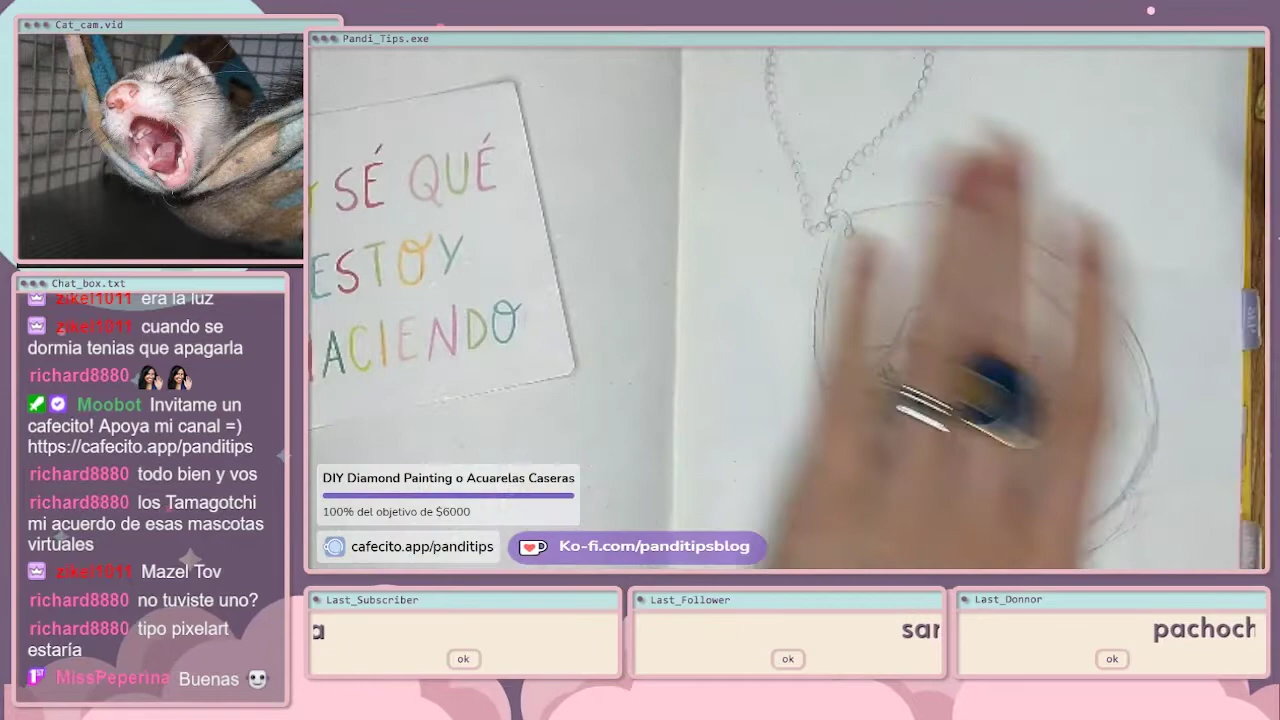 Cat_cam.vid
Pandi_Tips.exe
SÉ QUÉ
ESTOY
HACIENDO
DIY Diamond Painting o Acuarelas Caseras
100% del objetivo de $6000
cafecito.app/panditips
Ko-fi.com/panditipsblog
Chat_box.txt
zikel1011 era la luz
zikel1011 cuando se
dormia tenias que apagarla
richard8880
Moobot Invitame un
cafecito! Apoya mi canal =)
https://cafecito.app/panditips
richard8880 todo bien y vos
richard8880 los Tamagotchi
mi acuerdo de esas mascotas
virtuales
zikel1011 Mazel Tov
richard8880 no tuviste uno?
richard8880 tipo pixelart
estaría
MissPeperina Buenas
Last_Subscriber
a
ok
Last_Follower
sar
ok
Last_Donnor
pachoch
ok